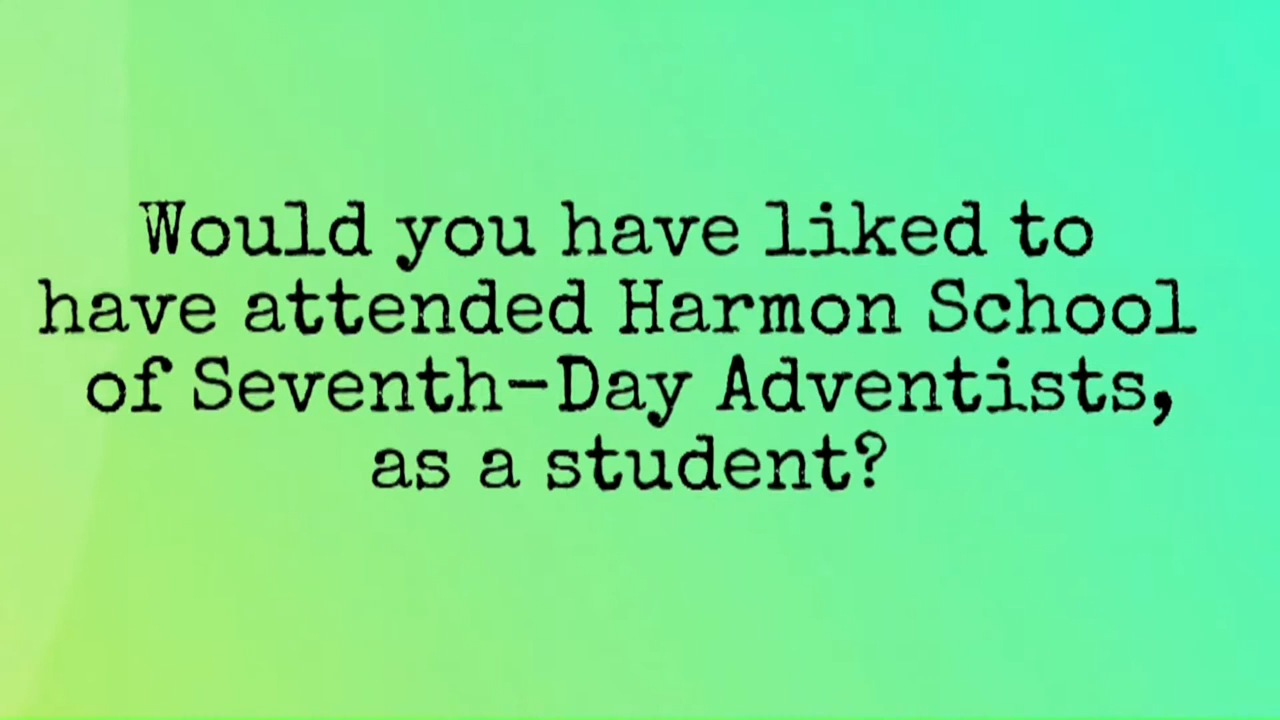 Would you have liked to
have attended Harmon School
of Seventh-Day Adventists,
as a student?